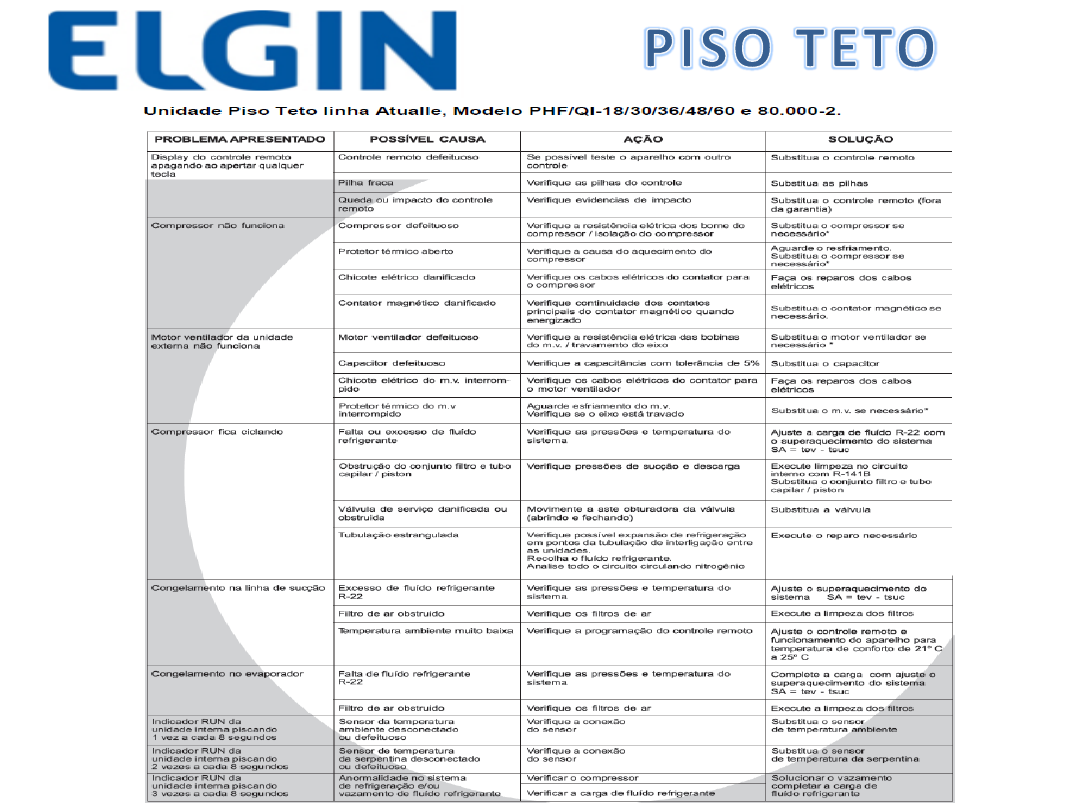 ELGIN
PISO TETO
Unidade Piso Teto linha Atualle, Modelo PHF/QI-18/30/36/48/60 e 80.000-2.
PROBLEMA APRESENTADO
POSSÍVEL CAUSA
AÇÃO
SOLUÇÃO
Display do controle remoto
apagando ao apertar qualquer
tecla
Controle remoto defeituoso
Se possível teste o aparelho com outro
controle
Substitua o controle remoto
Pilha fraca
Verifique as pilhas do controle
Substitua as pilhas
Queda ou impacto do controle
remoto
Verifique evidencias de impacto
Substitua o controle remoto (fora
da garantia)
Compressor não funciona
Compressor defeituoso
Verifique a resistência elétrica dos borne do
compressor / isolação do compressor
Substitua o compressor se
necessário*
Protetor térmico aberto
Verifique a causa do aquecimento do
compressor
Aguarde o resfriamento.
Substitua o compressor se
necessário*
Chicote elétrico danificado
Verifique os cabos elétricos do contator para
o compressor
Faça os reparos dos cabos
elétricos
Contator magnético danificado
Verifique continuidade dos contatos
principais do contator magnético quando
energizado
Substitua o contator magnético se
necessário.
Motor ventilador da unidade
externa não funciona
Motor ventilador defeituoso
Verifique a resistência elétrica das bobinas
do m.v. / travamento do eixo
Substitua o motor ventilador se
necessário *
Capacitor defeituoso
Verifique a capacitância com tolerância de 5%
Substitua o capacitor
Chicote elétrico do m.v. interrom-
pido
Verifique os cabos elétricos do contator para
o motor ventilador
Faça os reparos dos cabos
elétricos
Protetor térmico do m.v
interrompido
Aguarde esfriamento do m.v.
Verifique se o eixo está travado
Substitua o m.v. se necessário*
Compressor fica ciclando
Falta ou excesso de fluído
refrigerante
Verifique as pressões e temperatura do
sistema.
Ajuste a carga de fluído R-22 com
o superaquecimento do sistema
SA = tev - tsuc
Obstrução do conjunto filtro e tubo
capilar / piston
Verifique pressões de sucção e descarga
Execute limpeza no circuito
interno com R-141B
Substitua o conjunto filtro e tubo
capilar / piston
Válvula de serviço danificada ou
obstruída
Movimente a aste obturadora da válvula
(abrindo e fechando)
Substitua a válvula
Tubulação estrangulada
Verifique possível expansão de refrigeração
em pontos da tubulação de interligação entre
as unidades.
Recolha o fluído refrigerante.
Analise todo o circuito circulando nitrogênio
Execute o reparo necessário
Congelamento na linha de sucção
Excesso de fluído refrigerante
R-22
Verifique as pressões e temperatura do
sistema.
Ajuste o superaquecimento do
sistema SA = tev - tsuc
Filtro de ar obstruido
Verifique os filtros de ar
Execute a limpeza dos filtros
Temperatura ambiente muito baixa
Verifique a programação do controle remoto
Ajuste o controle remoto e
funcionamento do aparelho para
temperatura de conforto de 21º C
a 25º C
Congelamento no evaporador
Falta de fluído refrigerante
R-22
Verifique as pressões e temperatura do
sistema.
Complete a carga com ajuste o
superaquecimento do sistema
SA = tev - tsuc
Filtro de ar obstruido
Verifique os filtros de ar
Execute a limpeza dos filtros
Indicador RUN da
unidade interna piscando
1 vez a cada 8 segundos
Sensor da temperatura
ambiente desconectado
ou defeituoso
Verifique a conexão
do sensor
Substitua o sensor
de temperatura ambiente
Indicador RUN da
unidade interna piscando
2 vezes a cada 8 segundos
Sensor de temperatura
da serpentina desconectado
ou defeituoso
Verifique a conexão
do sensor
Substitua o sensor
de temperatura da serpentina
Indicador RUN da
unidade interna piscando
3 vezes a cada 8 segundos
Anormalidade no sistema
de refrigeração e/ou
vazamento de fluído refrigerante
Verificar o compressor
Verificar a carga de fluído refrigerante
Solucionar o vazamento
completar a carga de
fluído refrigerante